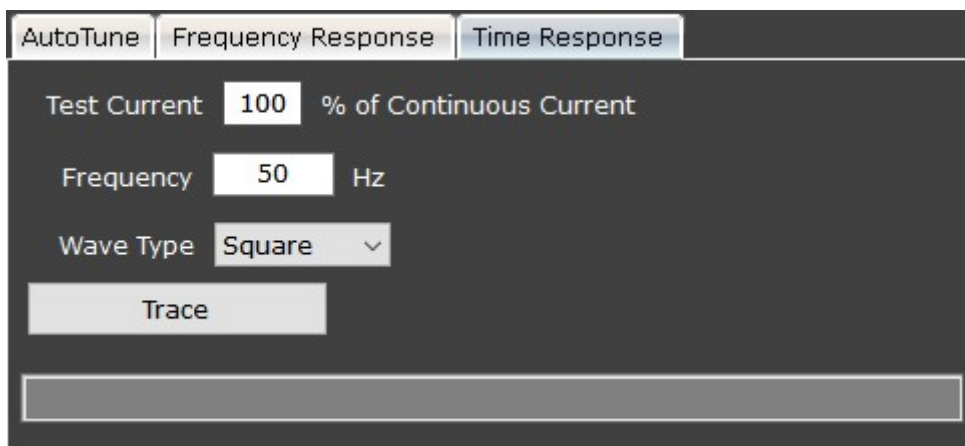 AutoTune Frequency Response Time Response
Test Current 100 % of Continuous Current
Frequency 50 Hz
Wave Type Square
Trace